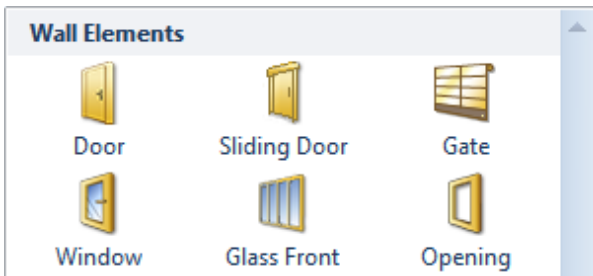 Wall Elements
Door Sliding Door Gate
Window Glass Front Opening